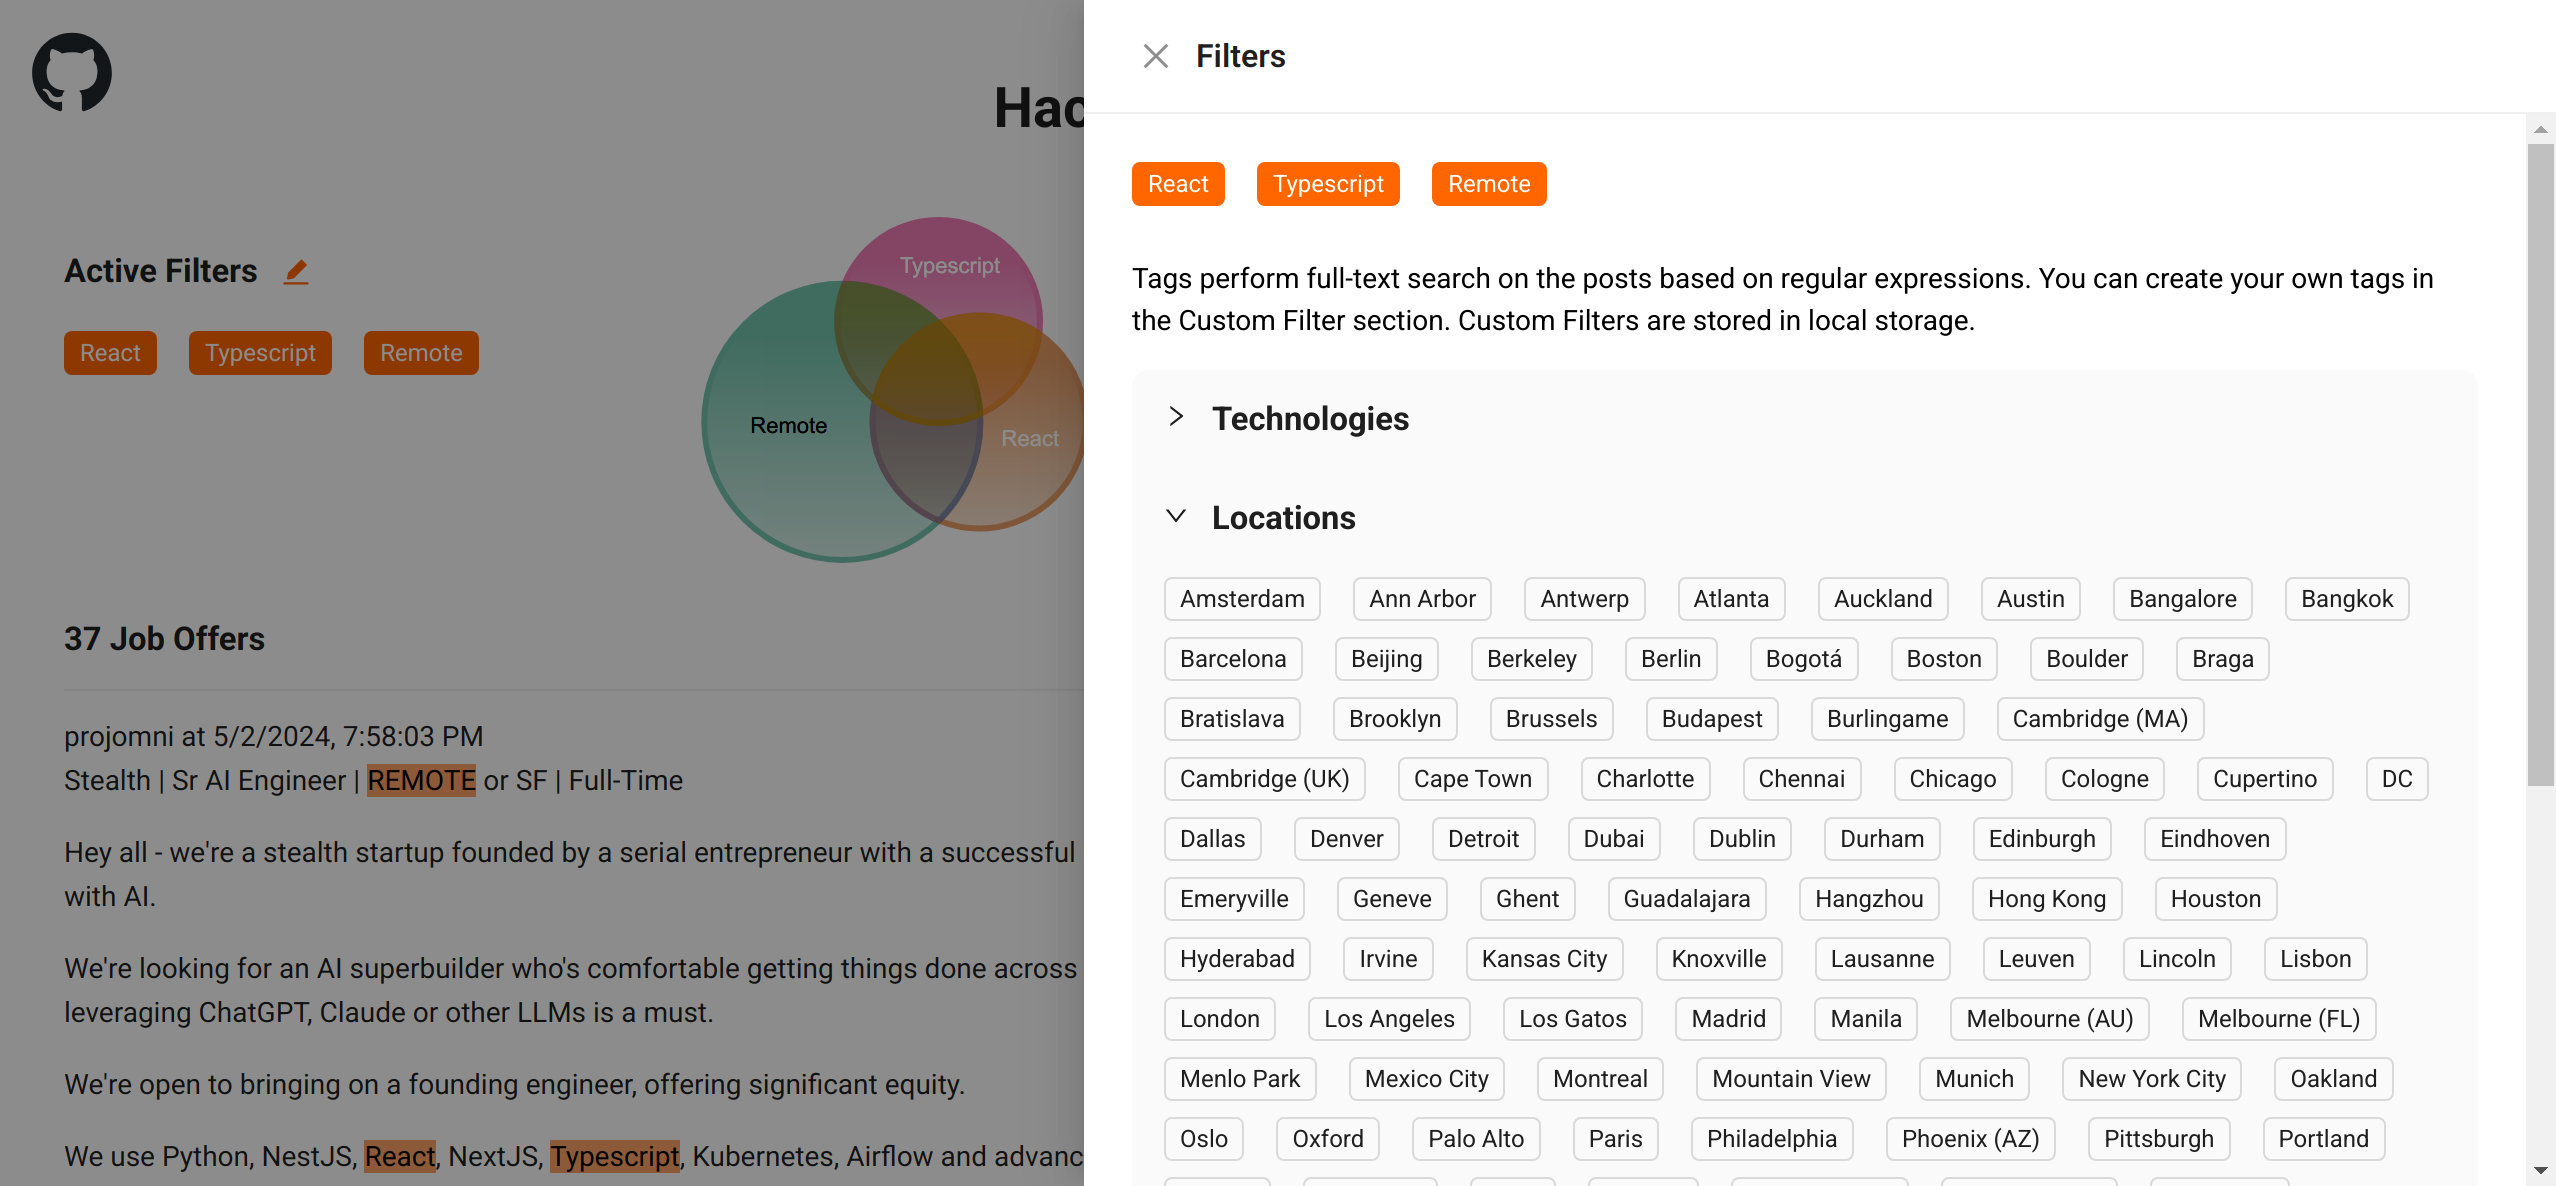 Hac
Active Filters
React Typescript Remote
Typescript
Remote
React
37 Job Offers
projomni at 5/2/2024, 7:58:03 PM
Stealth | Sr AI Engineer | REMOTE or SF | Full-Time
Hey all - we're a stealth startup founded by a serial entrepreneur with a successful
with AI.
We're looking for an AI superbuilder who's comfortable getting things done across
leveraging ChatGPT, Claude or other LLMs is a must.
We're open to bringing on a founding engineer, offering significant equity.
We use Python, NestJS, React, NextJS, Typescript, Kubernetes, Airflow and advanc
Filters
React Typescript Remote
Tags perform full-text search on the posts based on regular expressions. You can create your own tags in
the Custom Filter section. Custom Filters are stored in local storage.
Technologies
Locations
Amsterdam Ann Arbor Antwerp Atlanta Auckland Austin Bangalore Bangkok
Barcelona Beijing Berkeley Berlin Bogotá Boston Boulder Braga
Bratislava Brooklyn Brussels Budapest Burlingame Cambridge (MA)
Cambridge (UK) Cape Town Charlotte Chennai Chicago Cologne Cupertino DC
Dallas Denver Detroit Dubai Dublin Durham Edinburgh Eindhoven
Emeryville Geneve Ghent Guadalajara Hangzhou Hong Kong Houston
Hyderabad Irvine Kansas City Knoxville Lausanne Leuven Lincoln Lisbon
London Los Angeles Los Gatos Madrid Manila Melbourne (AU) Melbourne (FL)
Menlo Park Mexico City Montreal Mountain View Munich New York City Oakland
Oslo Oxford Palo Alto Paris Philadelphia Phoenix (AZ) Pittsburgh Portland